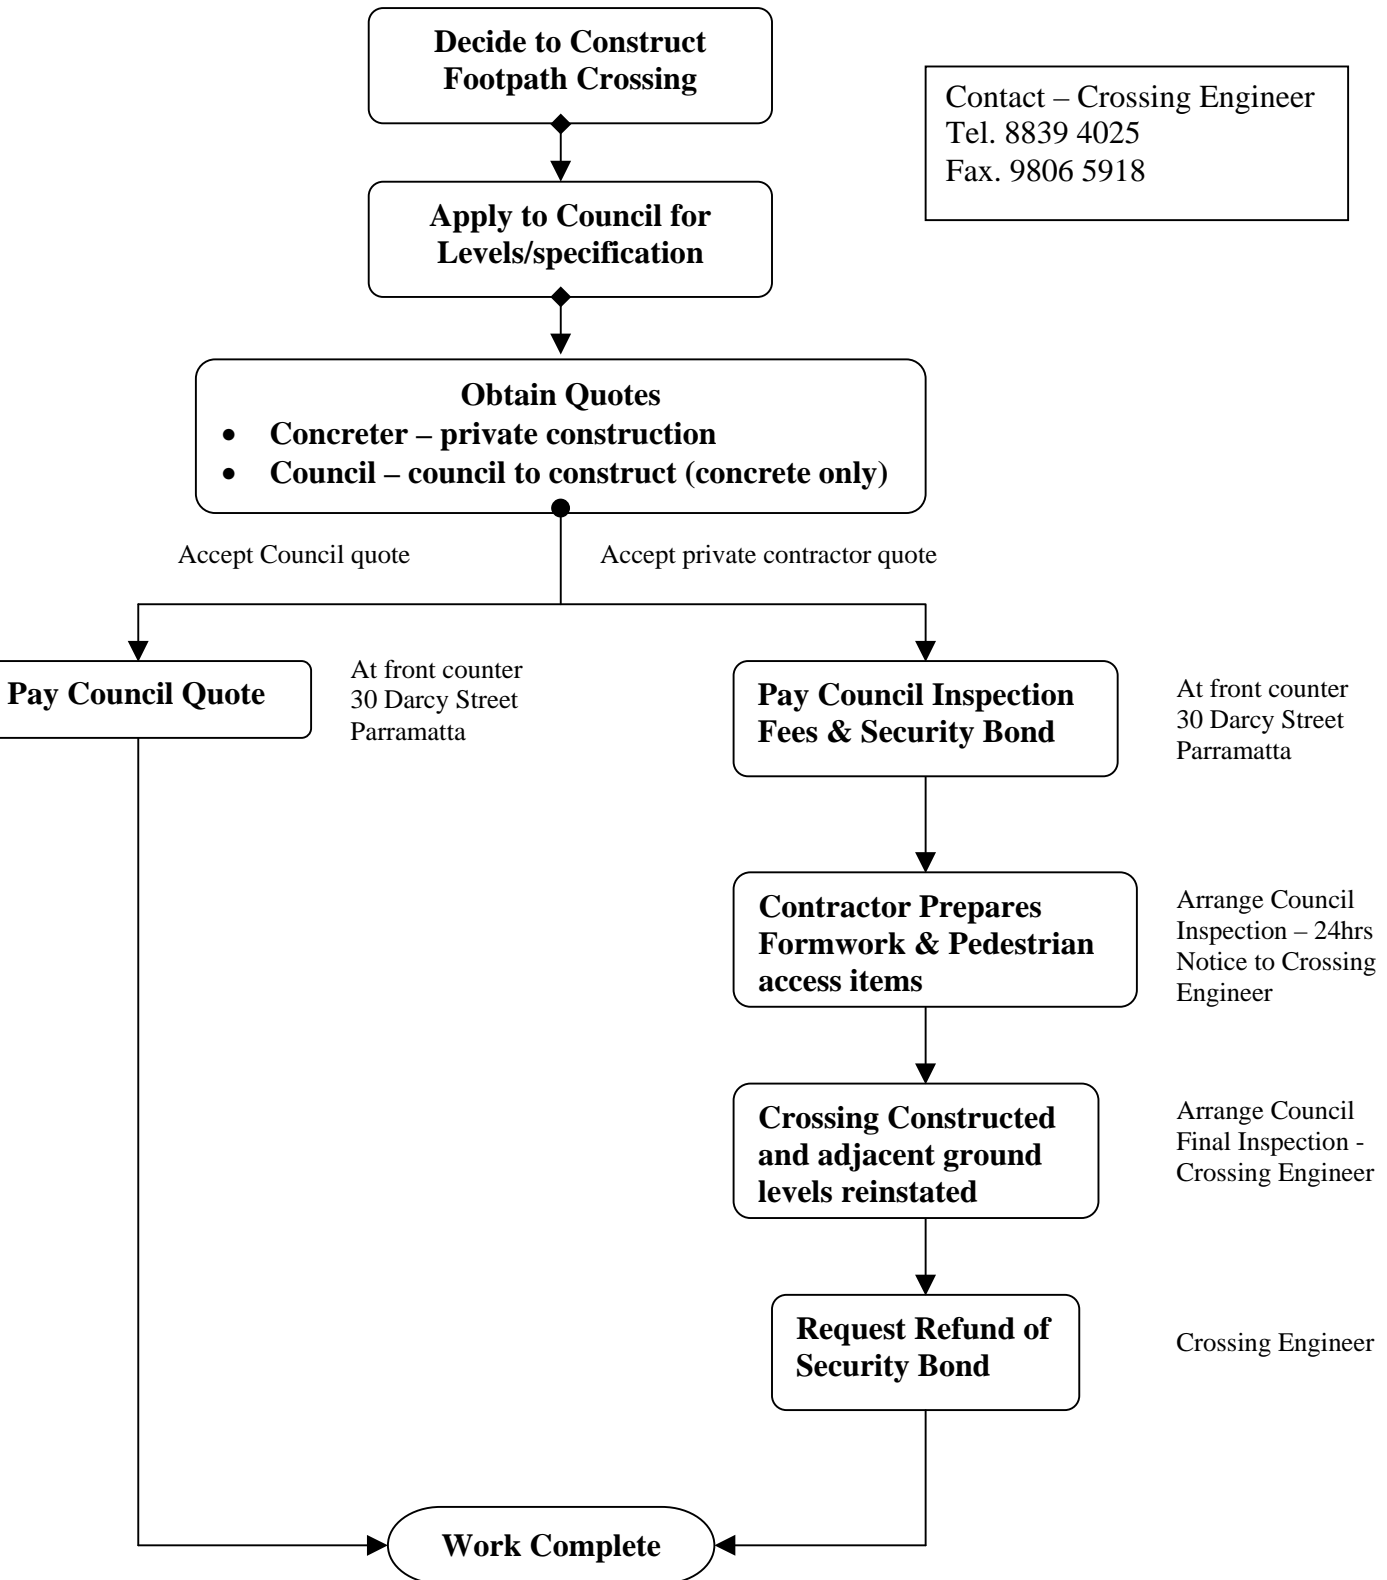 Decide to Construct
Footpath Crossing
Contact – Crossing Engineer
Tel. 8839 4025
Fax. 9806 5918
Apply to Council for
Levels/specification
Obtain Quotes
• Concreter – private construction
• Council – council to construct (concrete only)
Accept Council quote
Accept private contractor quote
Pay Council Quote
At front counter
30 Darcy Street
Parramatta
Pay Council Inspection
Fees & Security Bond
At front counter
30 Darcy Street
Parramatta
Contractor Prepares
Formwork & Pedestrian
access items
Arrange Council
Inspection – 24hrs
Notice to Crossing
Engineer
Crossing Constructed
and adjacent ground
levels reinstated
Arrange Council
Final Inspection -
Crossing Engineer
Request Refund of
Security Bond
Crossing Engineer
Work Complete